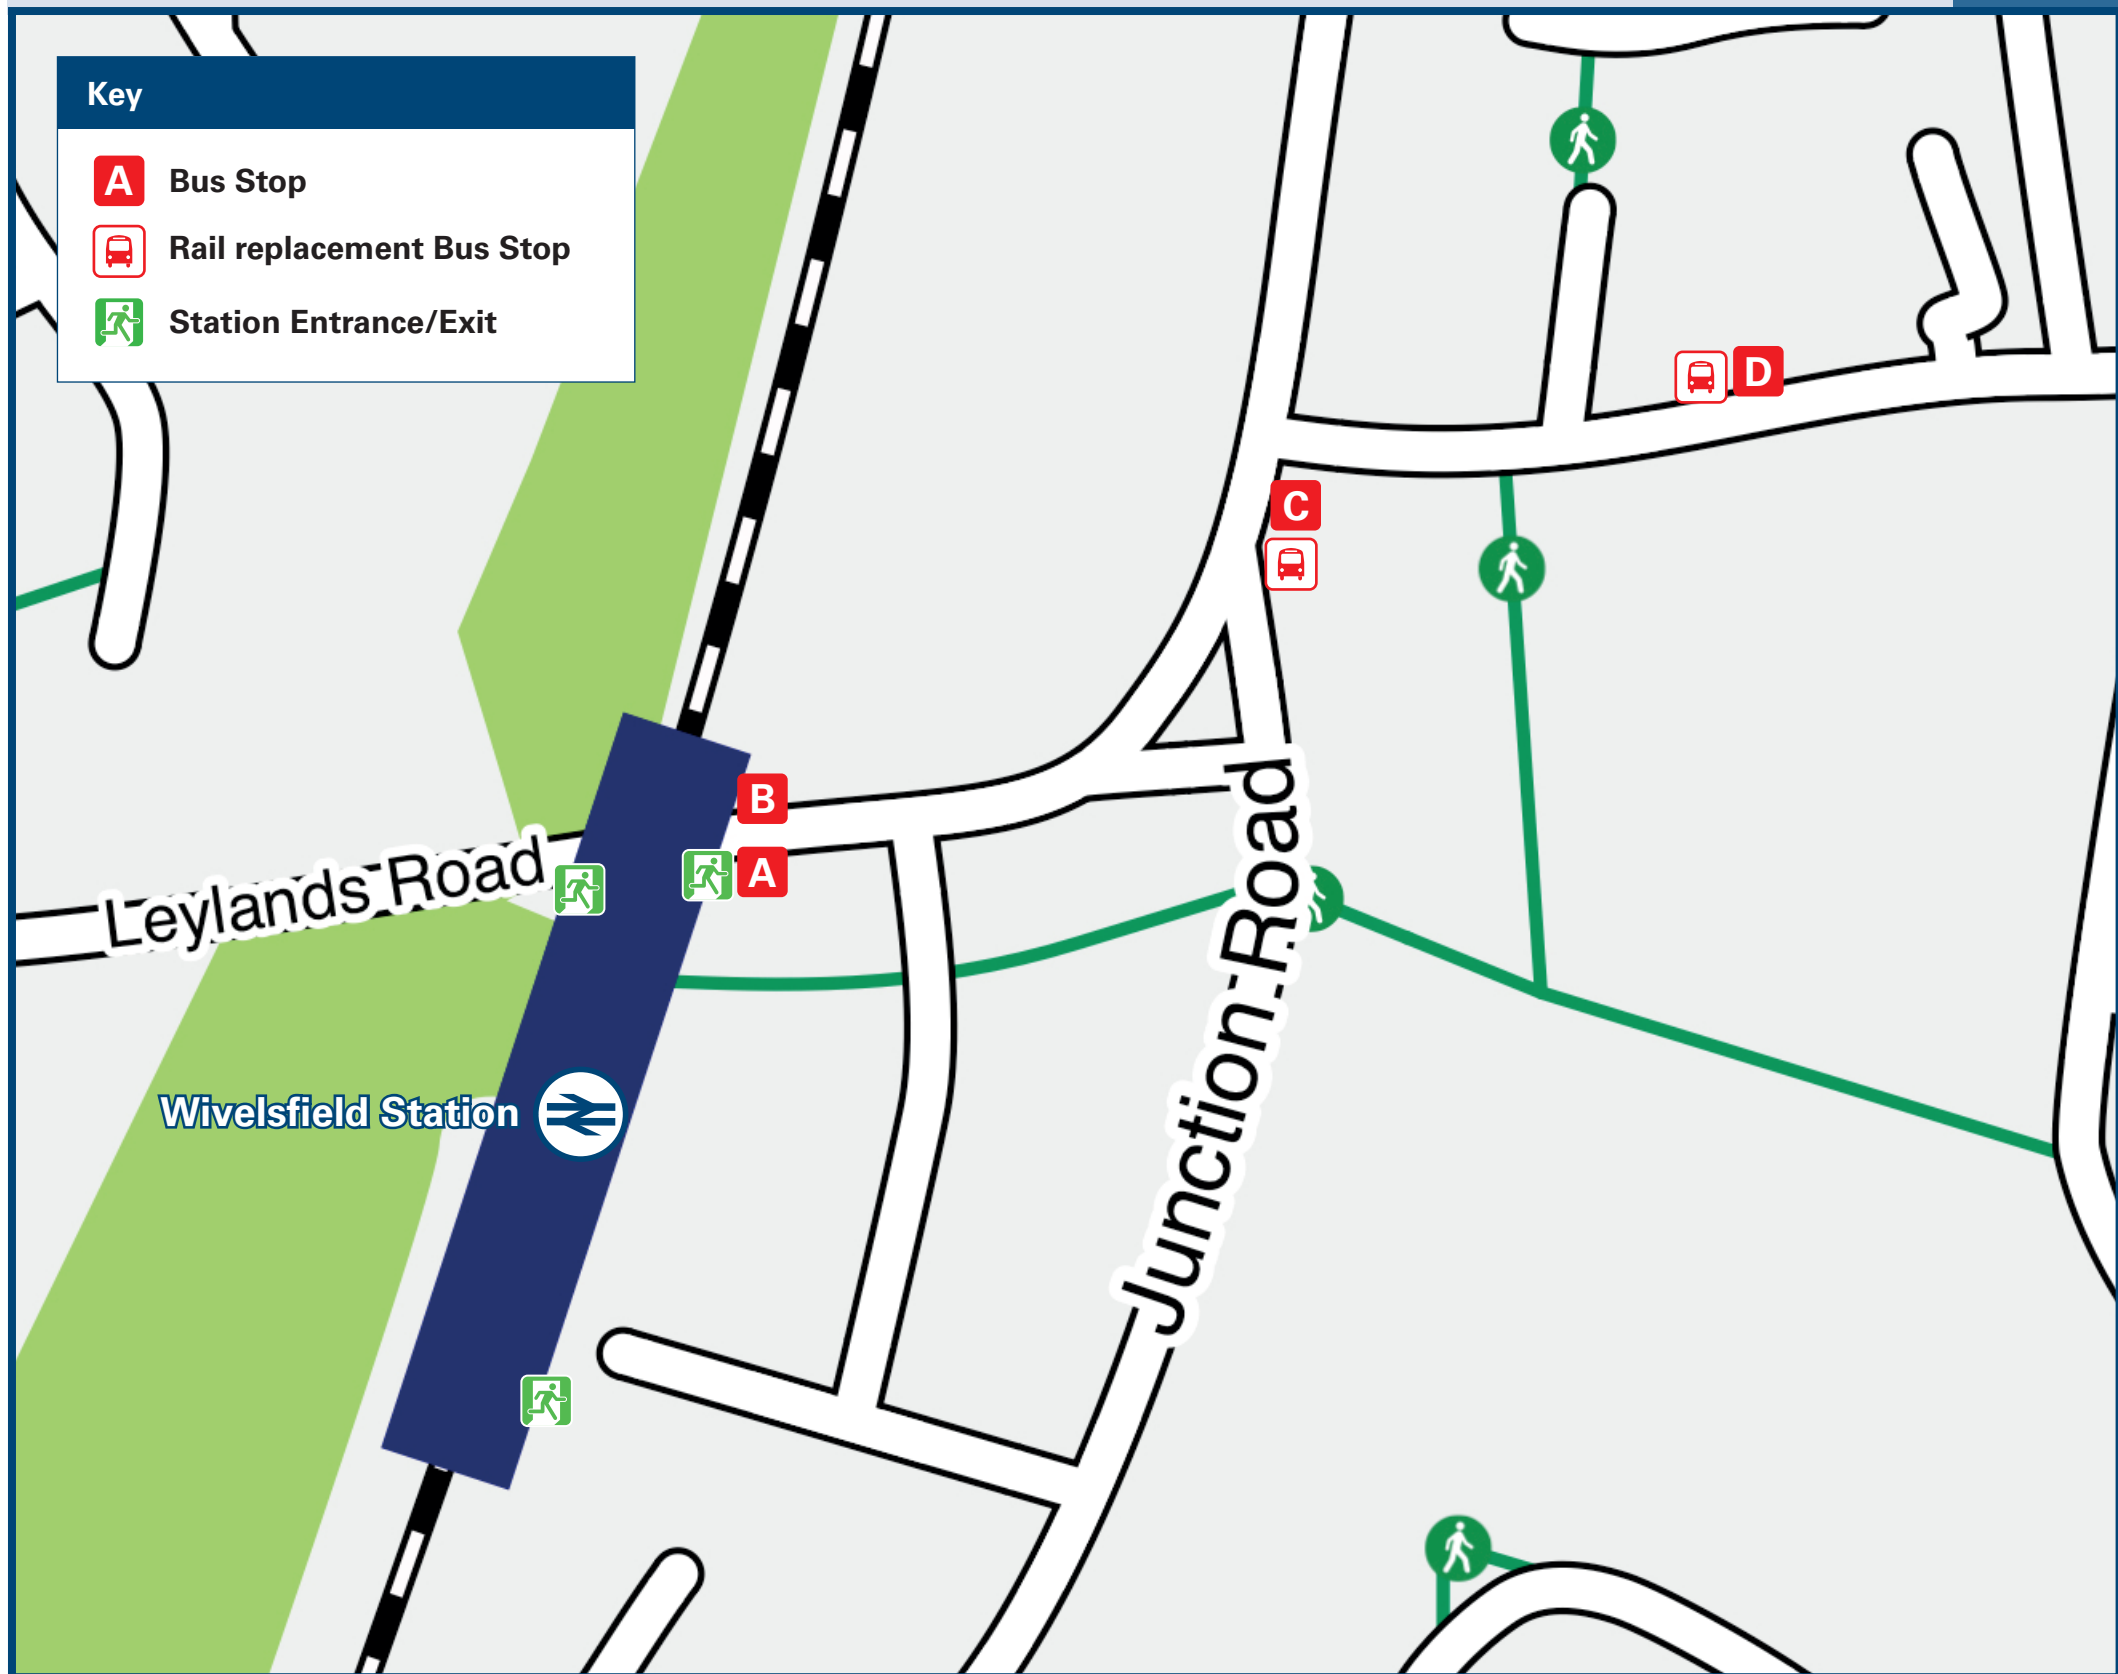 Key
A Bus Stop
Rail replacement Bus Stop
Station Entrance/Exit
D
C
B
A
Leylands Road
Junction Road
Wivelsfield Station